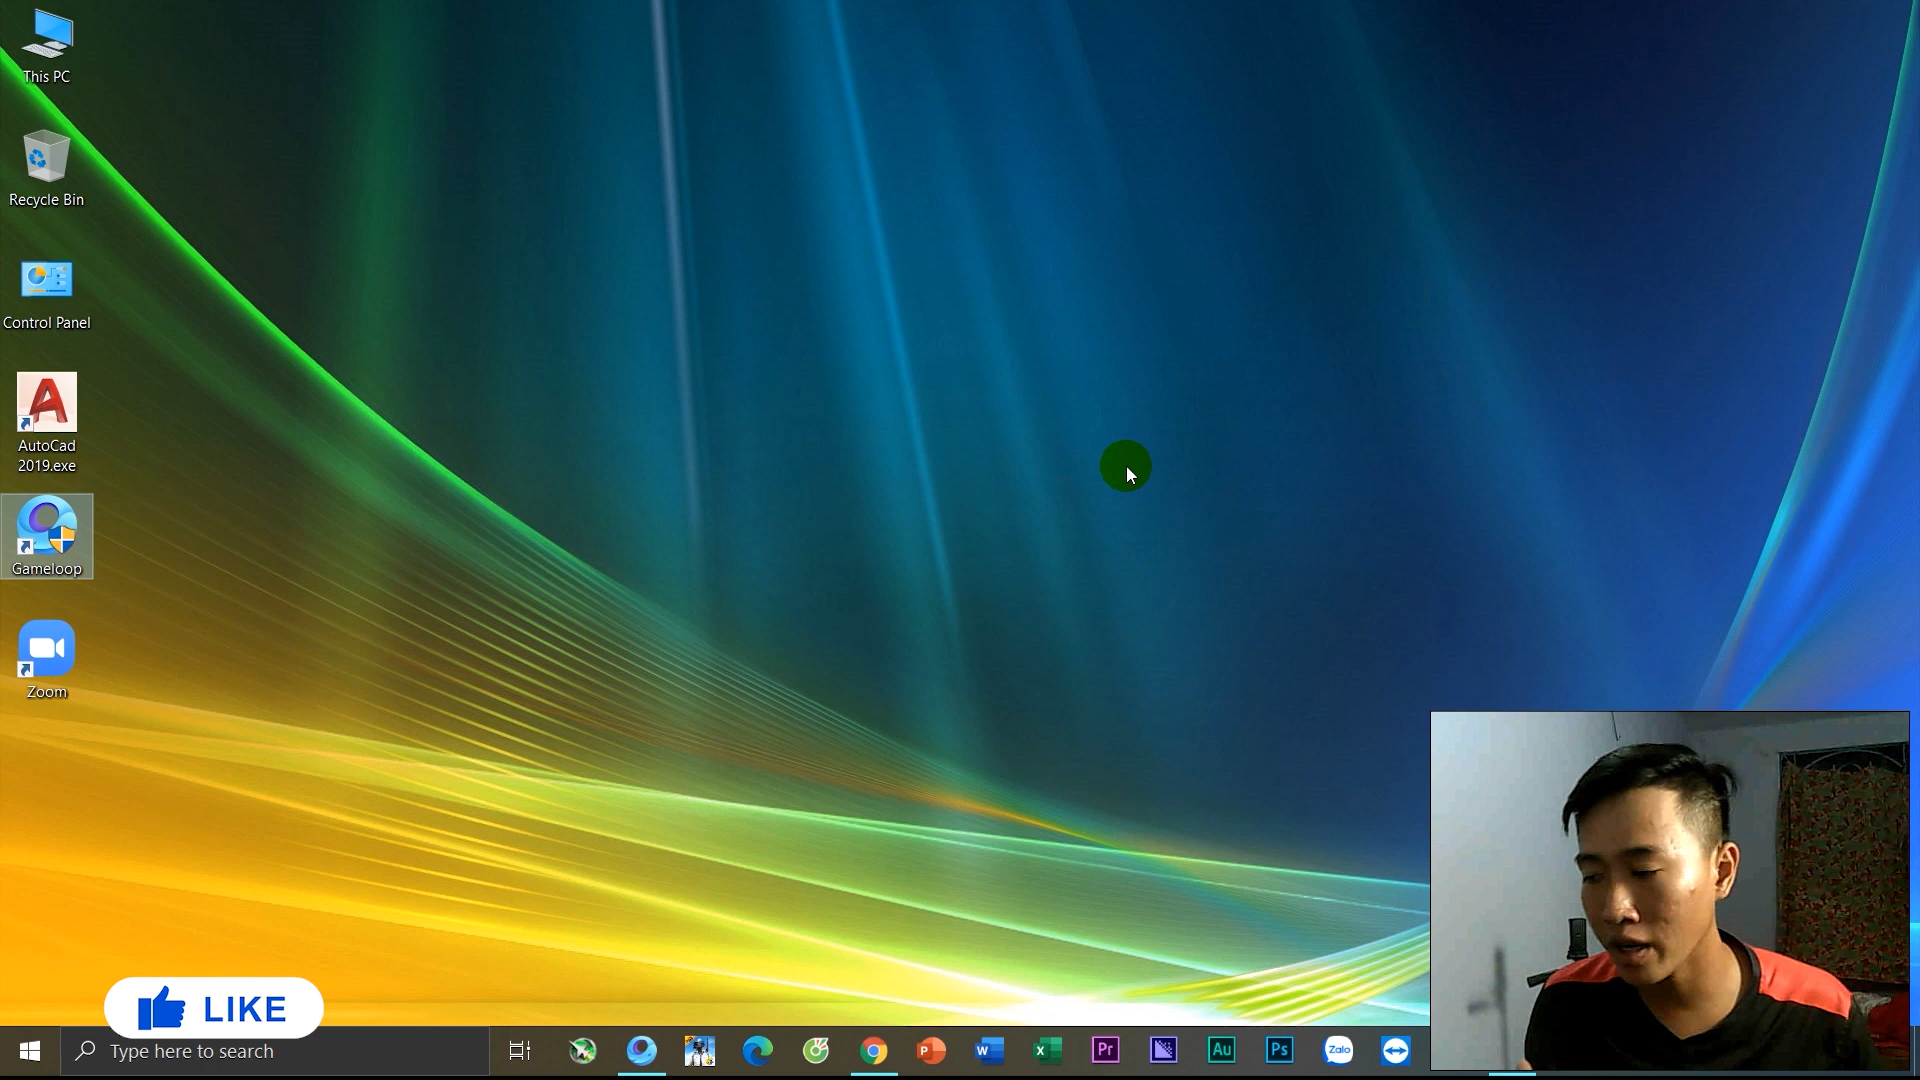 This PC
Recycle Bin
Control Panel
AutoCad
2019.exe
Gameloop
Zoom
LIKE
Type here to search
P
W
X
Pr
Au
Ps
Zalo